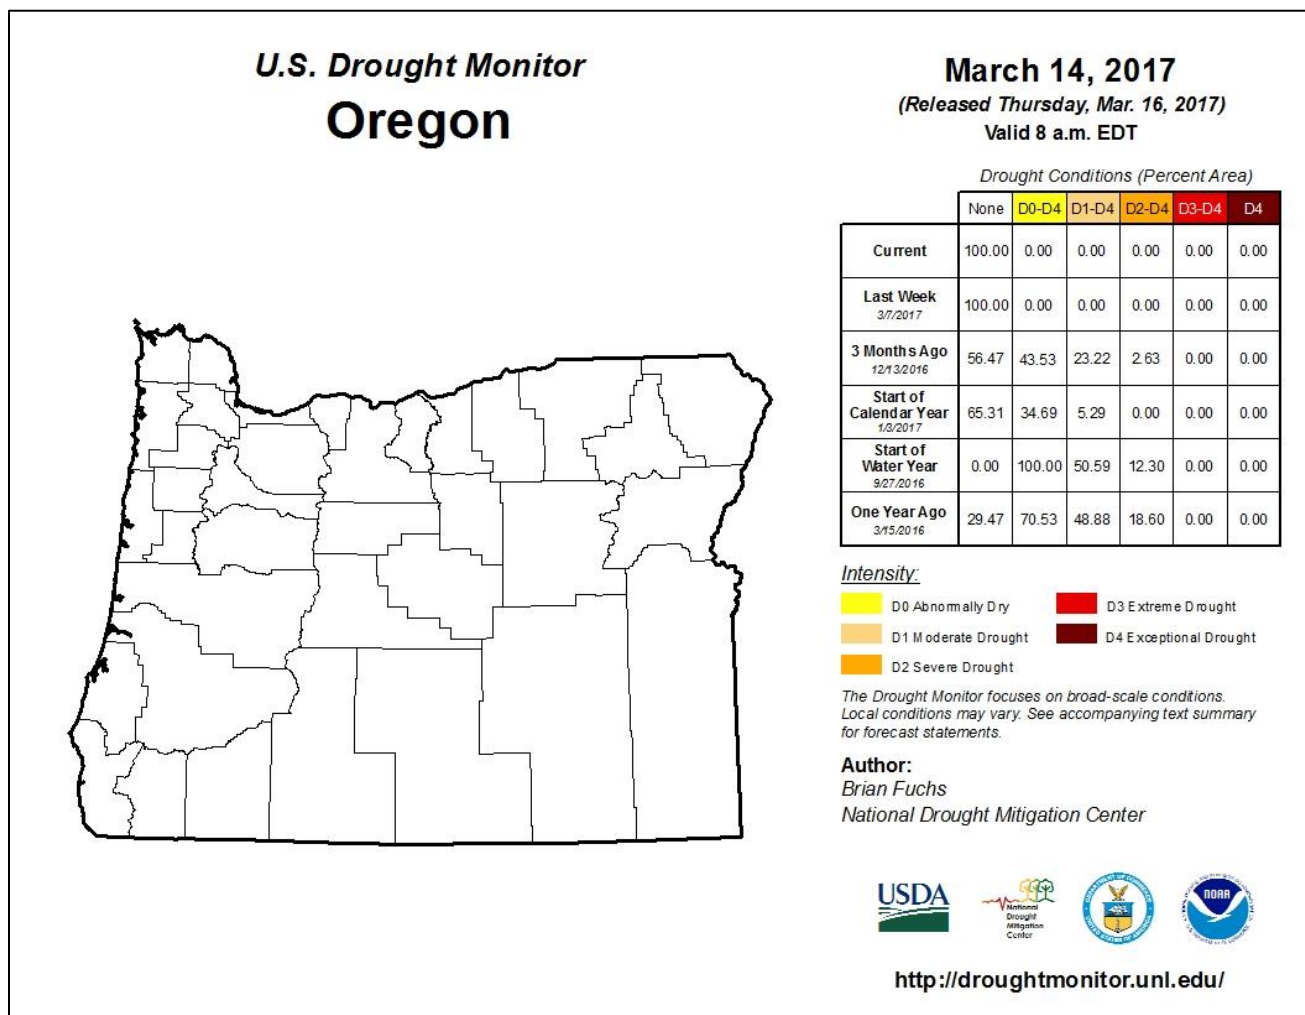 U.S. Drought Monitor
Oregon
March 14, 2017
(Released Thursday, Mar. 16, 2017)
Valid 8 a.m. EDT
Drought Conditions (Percent Area)
None D0-D4 D1-D4 D2-D4 D3-D4 D4
Current 100.00 0.00 0.00 0.00 0.00 0.00
Last Week
3/7/2017 100.00 0.00 0.00 0.00 0.00 0.00
3 Months Ago
12/13/2016 56.47 43.53 23.22 2.63 0.00 0.00
Start of
Calendar Year
1/3/2017 65.31 34.69 5.29 0.00 0.00 0.00
Start of
Water Year
9/27/2016 0.00 100.00 50.59 12.30 0.00 0.00
One Year Ago
3/15/2016 29.47 70.53 48.88 18.60 0.00 0.00
Intensity:
D0 Abnormally Dry
D1 Moderate Drought
D2 Severe Drought
D3 Extreme Drought
D4 Exceptional Drought
The Drought Monitor focuses on broad-scale conditions.
Local conditions may vary. See accompanying text summary
for forecast statements.
Author:
Brian Fuchs
National Drought Mitigation Center
USDA
National
Drought
Mitigation
Center
DEPARTMENT OF COMMERCE
UNITED STATES OF AMERICA
NOAA
http://droughtmonitor.unl.edu/